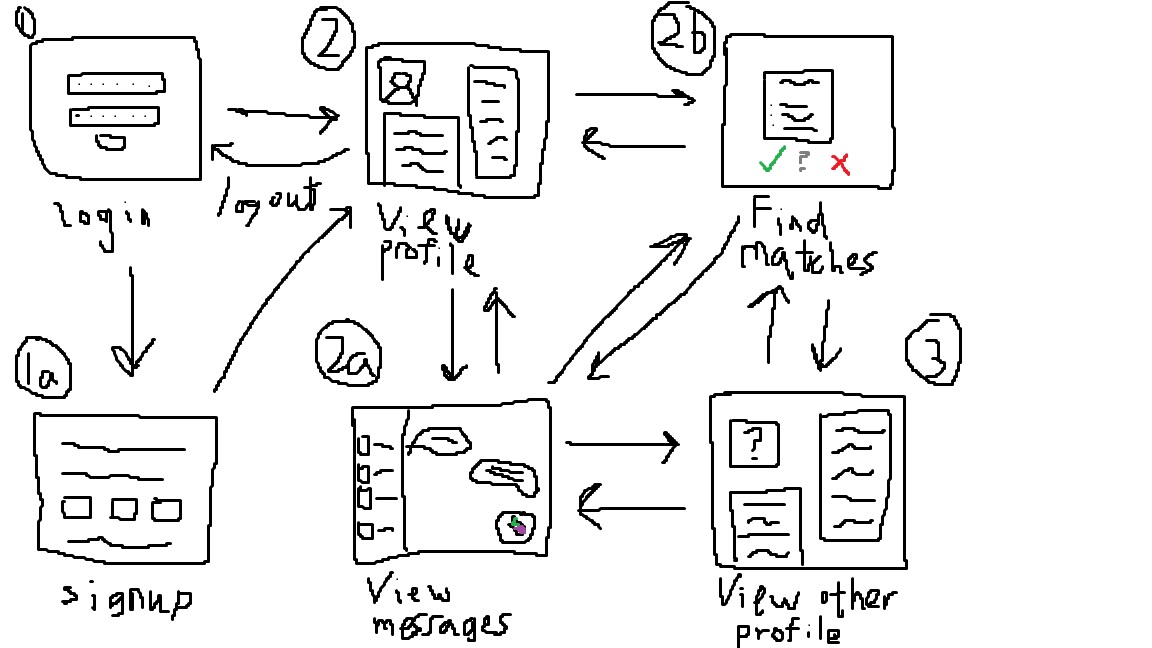 1
2
2b
?
login
logout
View
profile
Find
matches
1a
2a
3
?
signup
View
messages
View other
profile